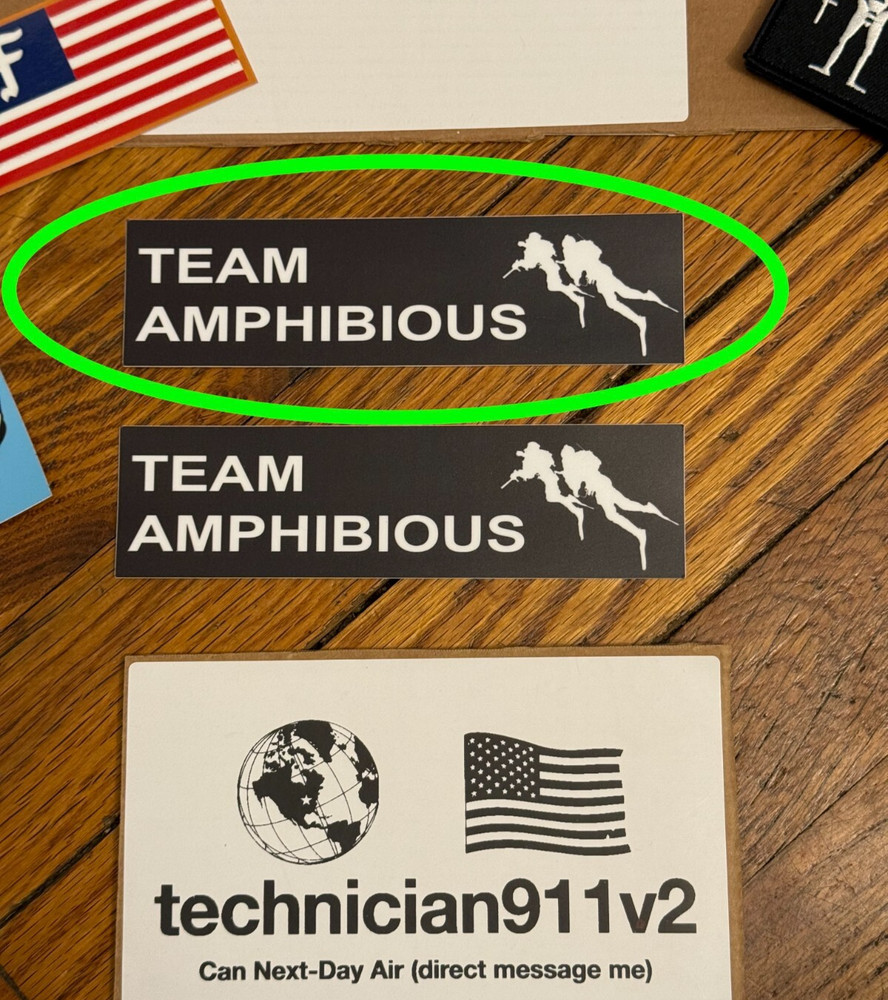 TEAM
AMPHIBIOUS
TEAM
AMPHIBIOUS
technician911v2
Can Next-Day Air (direct message me)